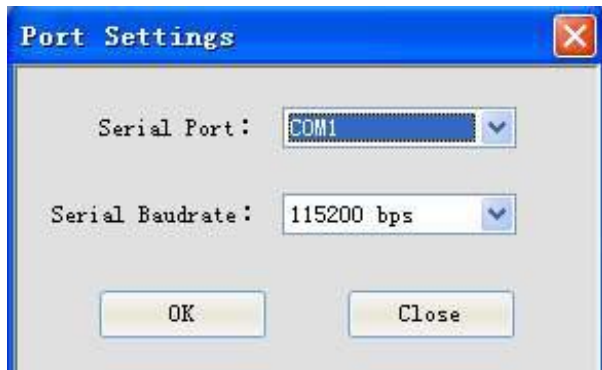 Port Settings
Serial Port: COM1
Serial Baudrate: 115200 bps
OK Close